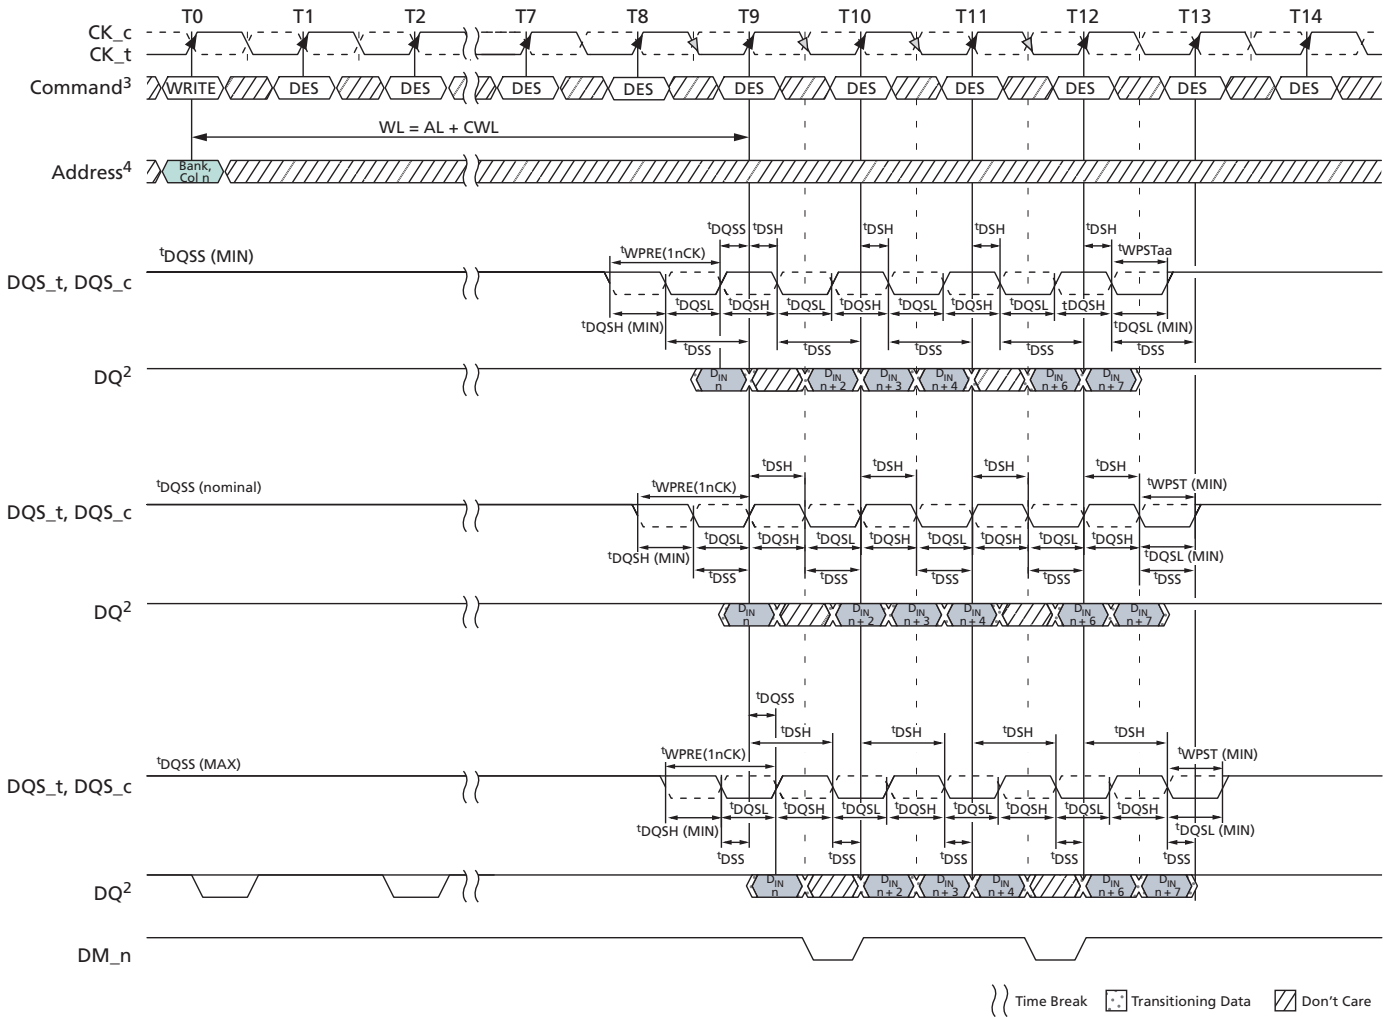 T0 T1 T2 T7 T8 T9 T10 T11 T12 T13 T14
CK_c
CK_t
Command3 WRITE DES DES DES DES DES DES DES DES DES DES
WL = AL + CWL
Address4 Bank, Col n
tDQSS tDSH tDSH tDSH tDSH
tDQSS (MIN) tWPRE(1nCK) tWPSTaa
DQS_t, DQS_c
tDQSL tDQSH tDQSL tDQSH tDQSL tDQSH tDQSL tDQSH
tDQSH (MIN) tDQSL (MIN)
tDSS tDSS tDSS tDSS tDSS
DQ2 DIN n DIN n + 2 DIN n + 3 DIN n + 4 DIN n + 6 DIN n + 7
tDSH tDSH tDSH tDSH
tDQSS (nominal) tWPRE(1nCK) tWPST (MIN)
DQS_t, DQS_c
tDQSL tDQSH tDQSL tDQSH tDQSL tDQSH tDQSL tDQSH
tDQSH (MIN) tDQSL (MIN)
tDSS tDSS tDSS tDSS tDSS
DQ2 DIN n DIN n + 2 DIN n + 3 DIN n + 4 DIN n + 6 DIN n + 7
tDQSS
tDSH tDSH tDSH tDSH
tDQSS (MAX) tWPRE(1nCK) tWPST (MIN)
DQS_t, DQS_c
tDQSL tDQSH tDQSL tDQSH tDQSL tDQSH tDQSL tDQSH
tDQSH (MIN) tDQSL (MIN)
tDSS tDSS tDSS tDSS tDSS
DQ2 DIN n DIN n + 2 DIN n + 3 DIN n + 4 DIN n + 6 DIN n + 7
DM_n
Time Break Transitioning Data Don't Care